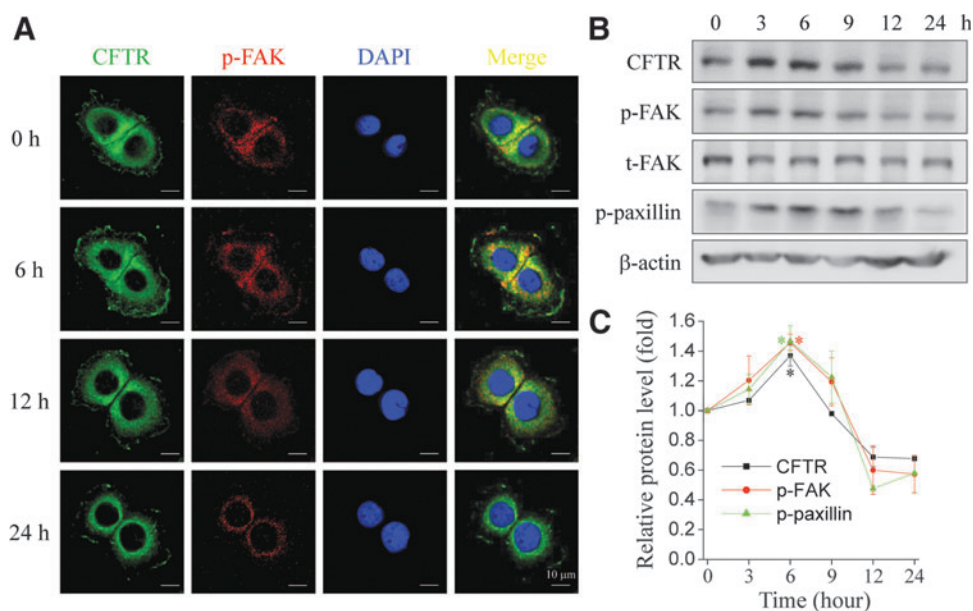 A
CFTR p-FAK DAPI Merge
0 h
6 h
12 h
24 h
10 µm
B
0 3 6 9 12 24 h
CFTR
p-FAK
t-FAK
p-paxillin
β-actin
C
Relative protein level (fold)
1.6
1.4
1.2
1.0
0.8
0.6
0.4
0.2
0.0
* *
*
CFTR
p-FAK
p-paxillin
0 3 6 9 12 24
Time (hour)